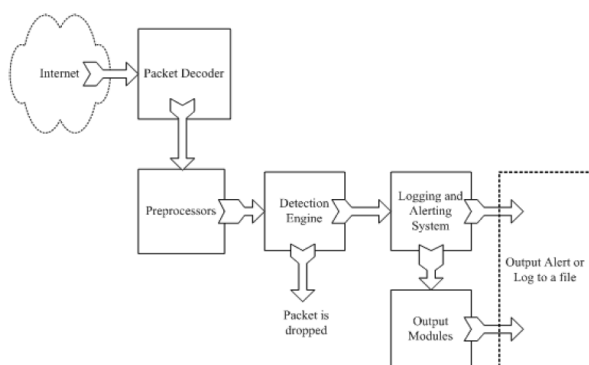 Internet
Packet Decoder
Preprocessors
Detection
Engine
Logging and
Alerting
System
Output Alert or
Log to a file
Packet is
dropped
Output
Modules